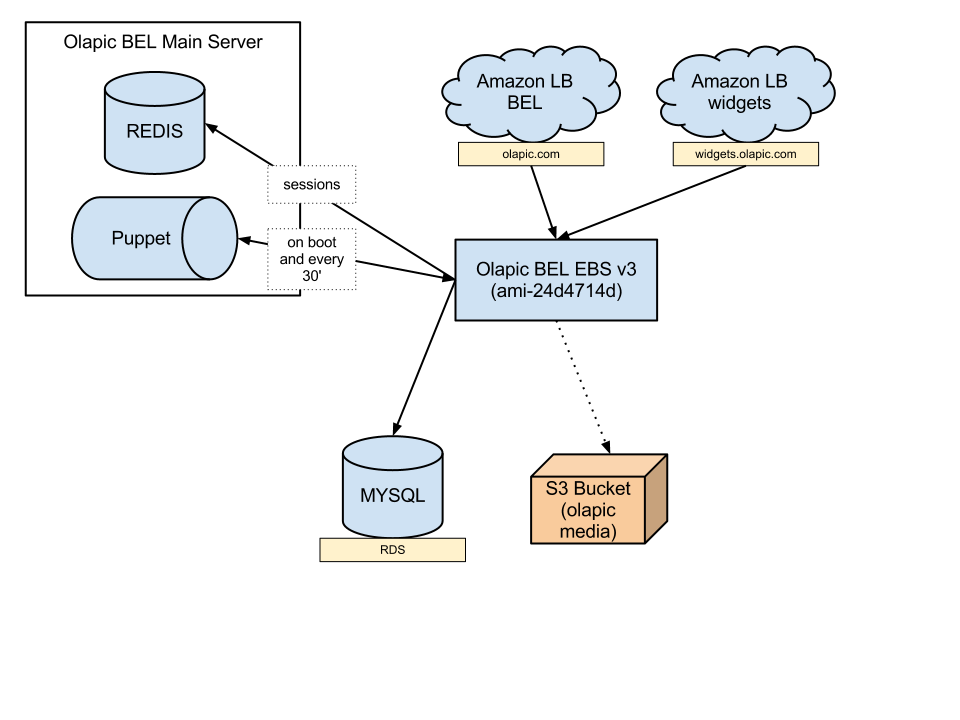 Olapic BEL Main Server
REDIS
Puppet
sessions
on boot
and every
30'
Amazon LB
BEL
olapic.com
Amazon LB
widgets
widgets.olapic.com
Olapic BEL EBS v3
(ami-24d4714d)
MYSQL
RDS
S3 Bucket
(olapic
media)